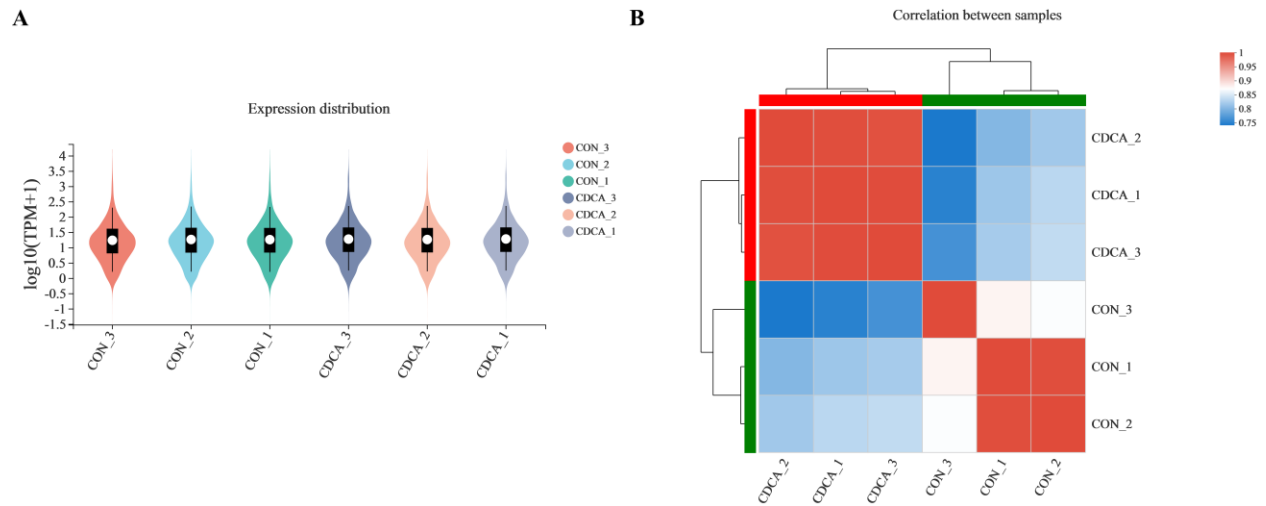 A
Expression distribution
log10(TPM+1)
4
3.5
3
2.5
2
1.5
1
0.5
0
-0.5
-1
-1.5
CON_3
CON_2
CON_1
CDCA_3
CDCA_2
CDCA_1
CON_3
CON_2
CON_1
CDCA_3
CDCA_2
CDCA_1
B
Correlation between samples
1
0.95
0.9
0.85
0.8
0.75
CDCA_2
CDCA_1
CDCA_3
CON_3
CON_1
CON_2
CDCA_2
CDCA_1
CDCA_3
CON_3
CON_1
CON_2